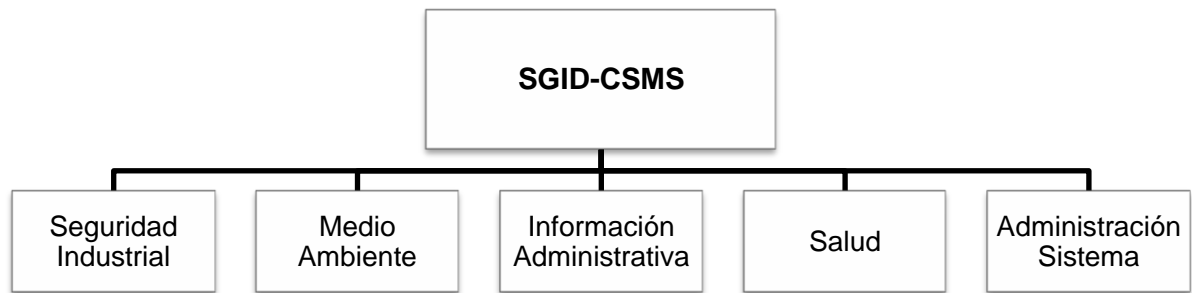 SGID-CSMS
Seguridad
Industrial
Medio
Ambiente
Información
Administrativa
Salud
Administración
Sistema